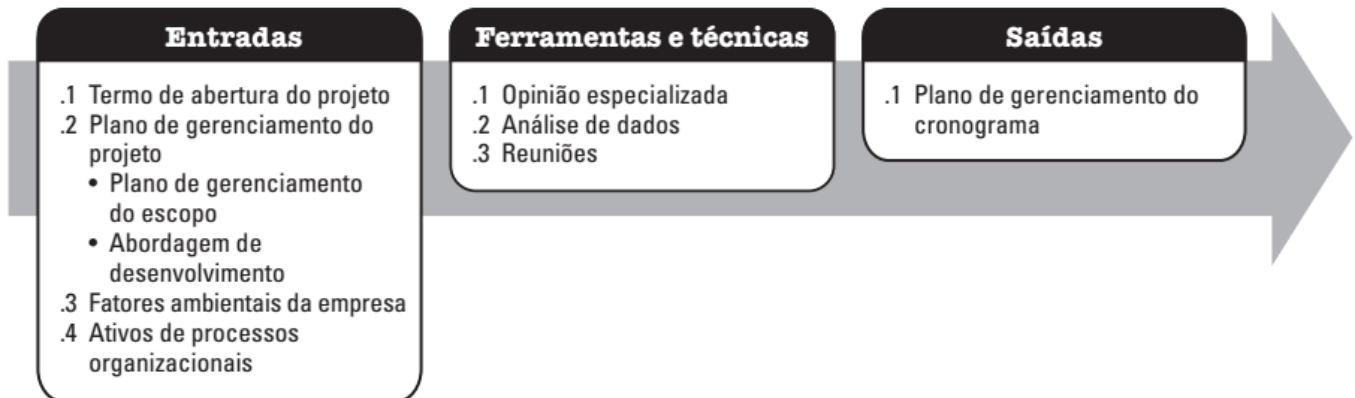 Entradas
.1 Termo de abertura do projeto
.2 Plano de gerenciamento do
projeto
• Plano de gerenciamento
do escopo
• Abordagem de
desenvolvimento
.3 Fatores ambientais da empresa
.4 Ativos de processos
organizacionais
Ferramentas e técnicas
.1 Opinião especializada
.2 Análise de dados
.3 Reuniões
Saídas
.1 Plano de gerenciamento do
cronograma